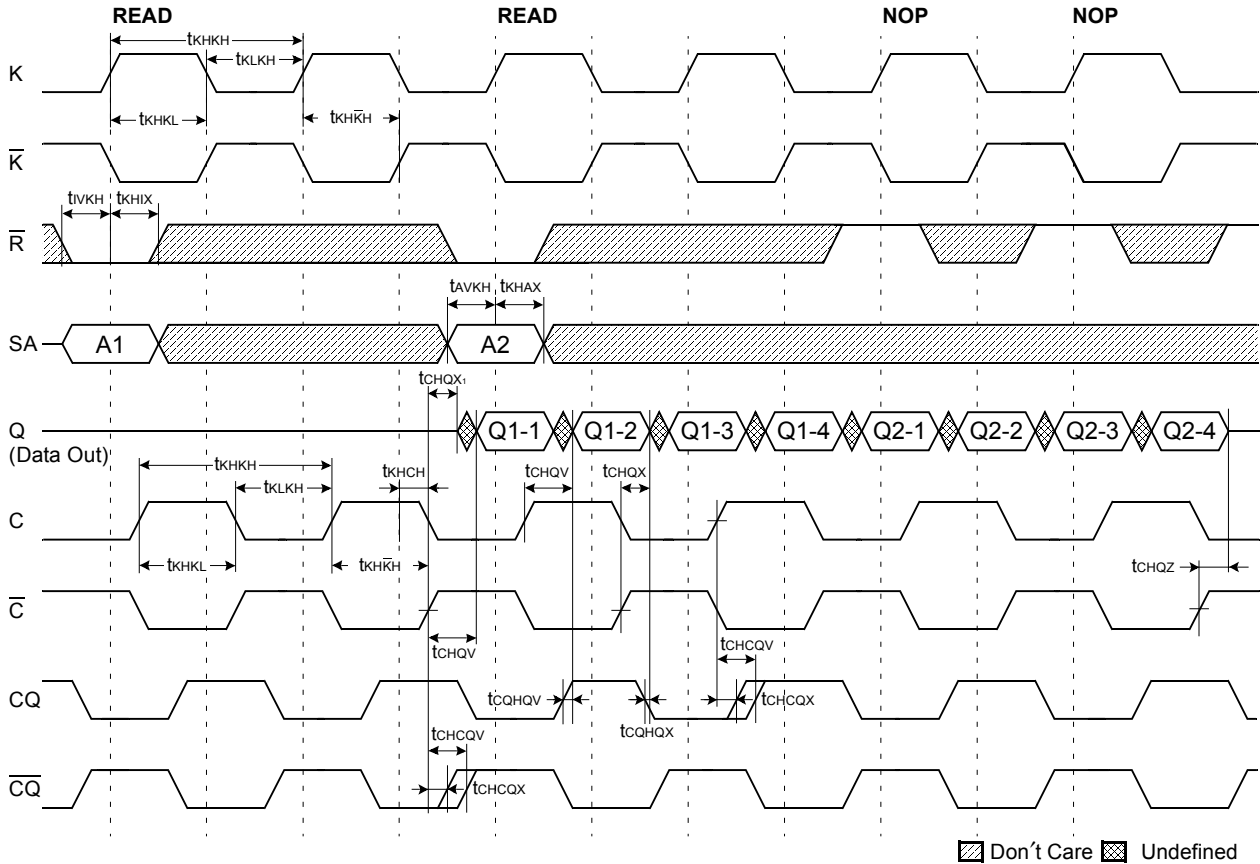 READ READ NOP NOP
tKHKH
tKLKH
K
tKHKL tKHK̅H
K̅
tIVKH tKHIX
R̅
tAVKH tKHAX
SA A1 A2
tCHQX1
Q Q1-1 Q1-2 Q1-3 Q1-4 Q2-1 Q2-2 Q2-3 Q2-4
(Data Out)
tKHKH tKHCH tCHQV tCHQX
tKLKH
C
tKHKL tKHK̅H tCHQZ
C̅
tCHQV
tCHCQV
CQ tCQHQV tCHCQX
tCQHQX
tCHCQV
C̅Q̅ tCHCQX
Don′t Care Undefined